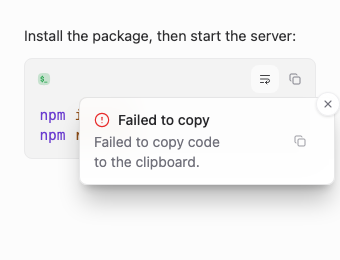 Install the package, then start the server:
$_
npm
npm
Failed to copy
Failed to copy code
to the clipboard.